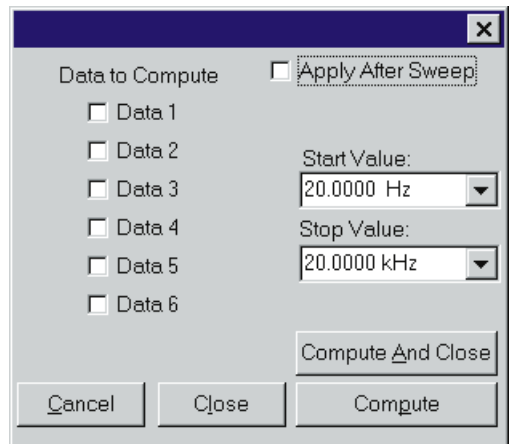 Data to Compute
Apply After Sweep
Data 1
Data 2
Data 3
Data 4
Data 5
Data 6
Start Value:
20.0000 Hz
Stop Value:
20.0000 kHz
Compute And Close
Cancel
Close
Compute